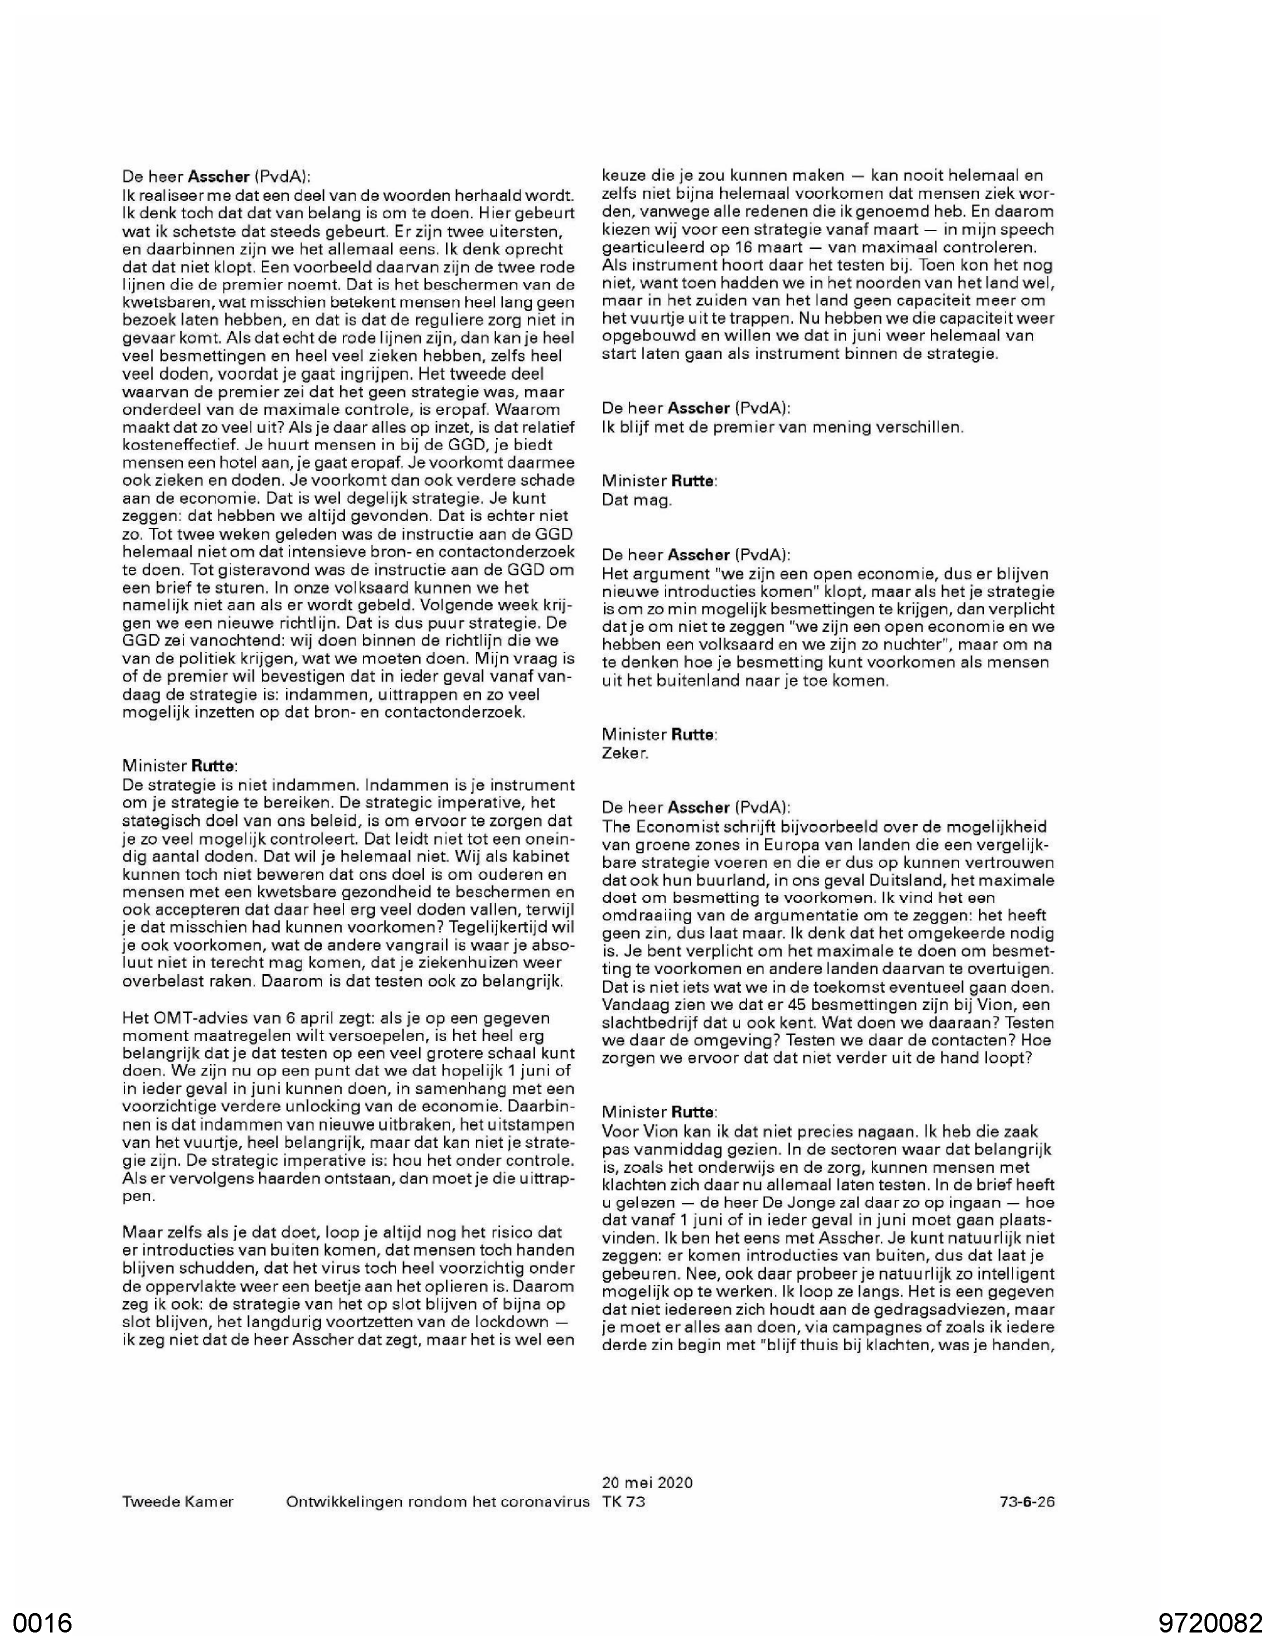 De heer Asscher (PvdA):
Ik realiseer me dat een deel van de woorden herhaald wordt.
Ik denk toch dat dat van belang is om te doen. Hier gebeurt
wat ik schetste dat steeds gebeurt. Er zijn twee uitersten,
en daarbinnen zijn we het allemaal eens. Ik denk oprecht
dat dat niet klopt. Een voorbeeld daarvan zijn de twee rode
lijnen die de premier noemt. Dat is het beschermen van de
kwetsbaren, wat misschien betekent mensen heel lang geen
bezoek laten hebben, en dat is dat de reguliere zorg niet in
gevaar komt. Als dat echt de rode lijnen zijn, dan kan je heel
veel besmettingen en heel veel zieken hebben, zelfs heel
veel doden, voordat je gaat ingrijpen. Het tweede deel
waarvan de premier zei dat het geen strategie was, maar
onderdeel van de maximale controle, is eropaf. Waarom
maakt dat zo veel uit? Als je daar alles op inzet, is dat relatief
kosteneffectief. Je huurt mensen in bij de GGD, je biedt
mensen een hotel aan, je gaat eropaf. Je voorkomt daarmee
ook zieken en doden. Je voorkomt dan ook verdere schade
aan de economie. Dat is wel degelijk strategie. Je kunt
zeggen: dat hebben we altijd gevonden. Dat is echter niet
zo. Tot twee weken geleden was de instructie aan de GGD
helemaal niet om dat intensieve bron- en contactonderzoek
te doen. Tot gisteravond was de instructie aan de GGD om
een brief te sturen. In onze volksaard kunnen we het
namelijk niet aan als er wordt gebeld. Volgende week krij-
gen we een nieuwe richtlijn. Dat is dus puur strategie. De
GGD zei vanochtend: wij doen binnen de richtlijn die we
van de politiek krijgen, wat we moeten doen. Mijn vraag is
of de premier wil bevestigen dat in ieder geval vanaf van-
daag de strategie is: indammen, uittrappen en zo veel
mogelijk inzetten op dat bron- en contactonderzoek.
Minister Rutte:
De strategie is niet indammen. Indammen is je instrument
om je strategie te bereiken. De strategic imperative, het
stategisch doel van ons beleid, is om ervoor te zorgen dat
je zo veel mogelijk controleert. Dat leidt niet tot een onein-
dig aantal doden. Dat wil je helemaal niet. Wij als kabinet
kunnen toch niet beweren dat ons doel is om ouderen en
mensen met een kwetsbare gezondheid te beschermen en
ook accepteren dat daar heel erg veel doden vallen, terwijl
je dat misschien had kunnen voorkomen? Tegelijkertijd wil
je ook voorkomen, wat de andere vangrail is waar je abso-
luut niet in terecht mag komen, dat je ziekenhuizen weer
overbelast raken. Daarom is dat testen ook zo belangrijk.
Het OMT-advies van 6 april zegt: als je op een gegeven
moment maatregelen wilt versoepelen, is het heel erg
belangrijk dat je dat testen op een veel grotere schaal kunt
doen. We zijn nu op een punt dat we dat hopelijk 1 juni of
in ieder geval in juni kunnen doen, in samenhang met een
voorzichtige verdere unlocking van de economie. Daarbin-
nen is dat indammen van nieuwe uitbraken, het uitstampen
van het vuurtje, heel belangrijk, maar dat kan niet je strate-
gie zijn. De strategic imperative is: hou het onder controle.
Als er vervolgens haarden ontstaan, dan moet je die uittrap-
pen.
Maar zelfs als je dat doet, loop je altijd nog het risico dat
er introducties van buiten komen, dat mensen toch handen
blijven schudden, dat het virus toch heel voorzichtig onder
de oppervlakte weer een beetje aan het oplieren is. Daarom
zeg ik ook: de strategie van het op slot blijven of bijna op
slot blijven, het langdurig voortzetten van de lockdown —
ik zeg niet dat de heer Asscher dat zegt, maar het is wel een
keuze die je zou kunnen maken — kan nooit helemaal en
zelfs niet bijna helemaal voorkomen dat mensen ziek wor-
den, vanwege alle redenen die ik genoemd heb. En daarom
kiezen wij voor een strategie vanaf maart — in mijn speech
gearticuleerd op 16 maart — van maximaal controleren.
Als instrument hoort daar het testen bij. Toen kon het nog
niet, want toen hadden we in het noorden van het land wel,
maar in het zuiden van het land geen capaciteit meer om
het vuurtje uit te trappen. Nu hebben we die capaciteit weer
opgebouwd en willen we dat in juni weer helemaal van
start laten gaan als instrument binnen de strategie.
De heer Asscher (PvdA):
Ik blijf met de premier van mening verschillen.
Minister Rutte:
Dat mag.
De heer Asscher (PvdA):
Het argument "we zijn een open economie, dus er blijven
nieuwe introducties komen" klopt, maar als het je strategie
is om zo min mogelijk besmettingen te krijgen, dan verplicht
dat je om niet te zeggen "we zijn een open economie en we
hebben een volksaard en we zijn zo nuchter", maar om na
te denken hoe je besmetting kunt voorkomen als mensen
uit het buitenland naar je toe komen.
Minister Rutte:
Zeker.
De heer Asscher (PvdA):
The Economist schrijft bijvoorbeeld over de mogelijkheid
van groene zones in Europa van landen die een vergelijk-
bare strategie voeren en die er dus op kunnen vertrouwen
dat ook hun buurland, in ons geval Duitsland, het maximale
doet om besmetting te voorkomen. Ik vind het een
omdraaiing van de argumentatie om te zeggen: het heeft
geen zin, dus laat maar. Ik denk dat het omgekeerde nodig
is. Je bent verplicht om het maximale te doen om besmet-
ting te voorkomen en andere landen daarvan te overtuigen.
Dat is niet iets wat we in de toekomst eventueel gaan doen.
Vandaag zien we dat er 45 besmettingen zijn bij Vion, een
slachtbedrijf dat u ook kent. Wat doen we daaraan? Testen
we daar de omgeving? Testen we daar de contacten? Hoe
zorgen we ervoor dat dat niet verder uit de hand loopt?
Minister Rutte:
Voor Vion kan ik dat niet precies nagaan. Ik heb die zaak
pas vanmiddag gezien. In de sectoren waar dat belangrijk
is, zoals het onderwijs en de zorg, kunnen mensen met
klachten zich daar nu allemaal laten testen. In de brief heeft
u gelezen — de heer De Jonge zal daar zo op ingaan — hoe
dat vanaf 1 juni of in ieder geval in juni moet gaan plaats-
vinden. Ik ben het eens met Asscher. Je kunt natuurlijk niet
zeggen: er komen introducties van buiten, dus dat laat je
gebeuren. Nee, ook daar probeer je natuurlijk zo intelligent
mogelijk op te werken. Ik loop ze langs. Het is een gegeven
dat niet iedereen zich houdt aan de gedragsadviezen, maar
je moet er alles aan doen, via campagnes of zoals ik iedere
derde zin begin met "blijf thuis bij klachten, was je handen,
20 mei 2020
Tweede Kamer Ontwikkelingen rondom het coronavirus TK 73 73-6-26
0016 9720082